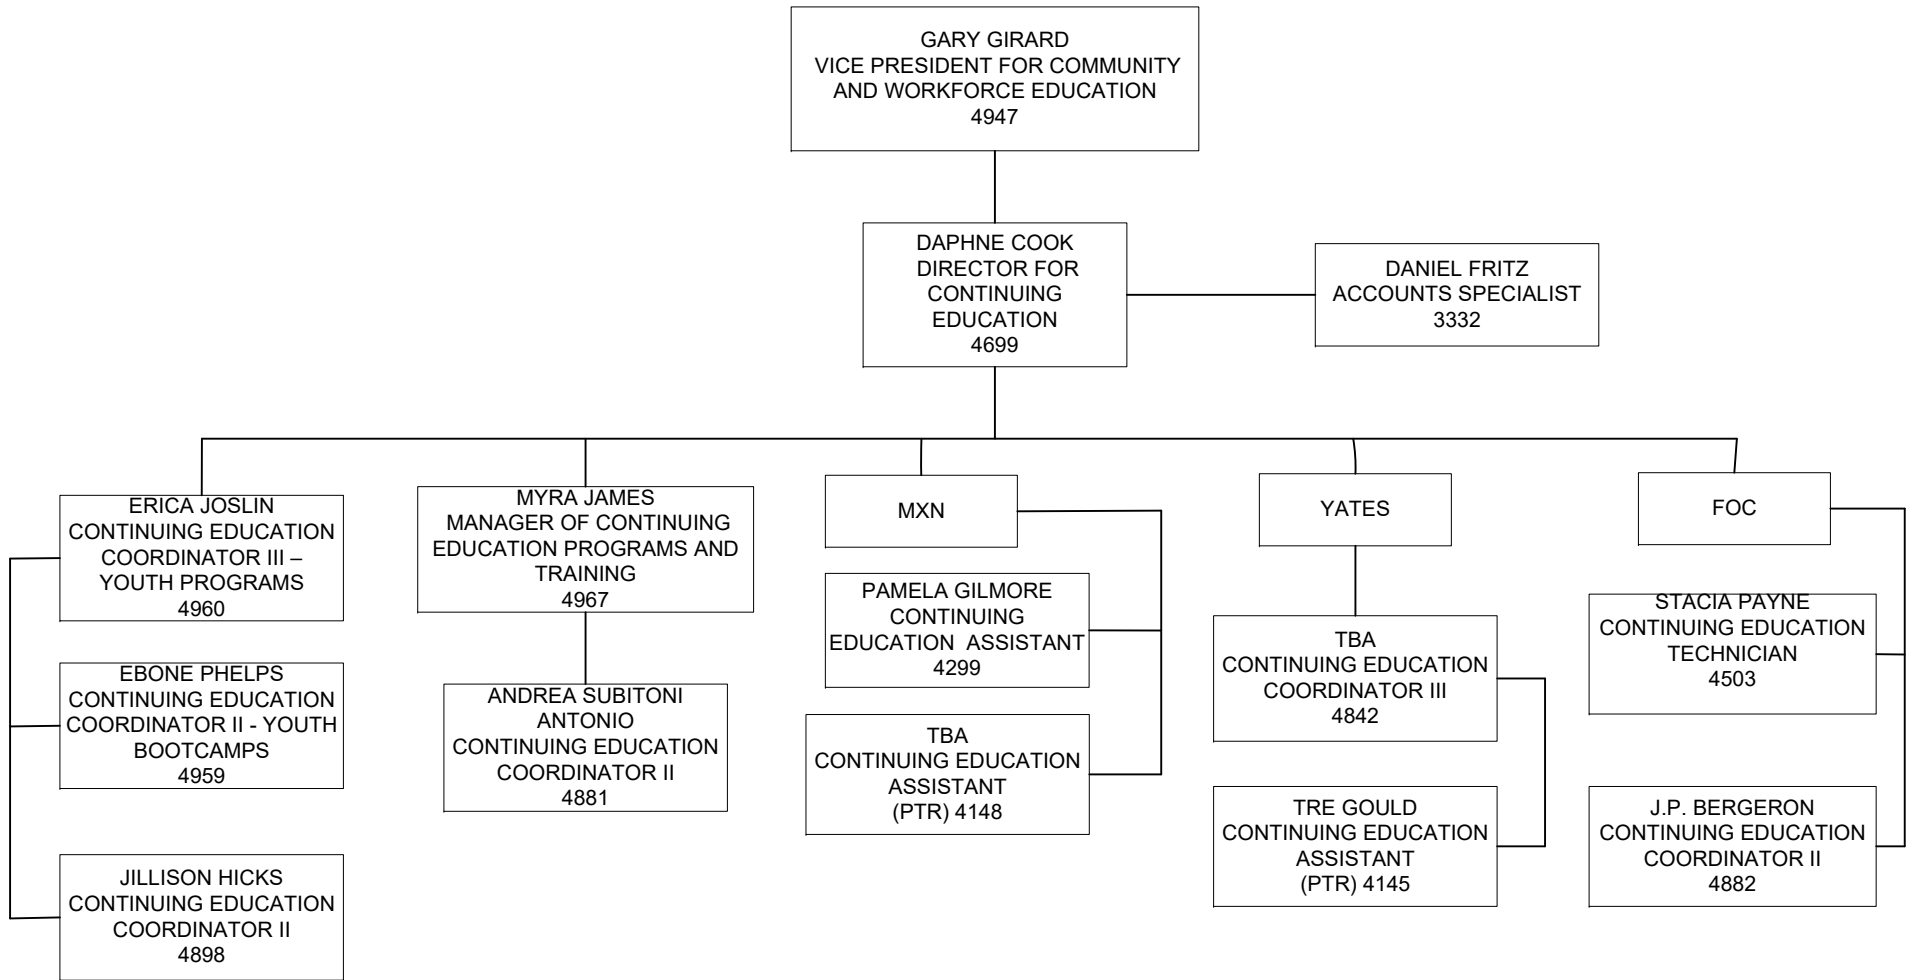 GARY GIRARD
VICE PRESIDENT FOR COMMUNITY
AND WORKFORCE EDUCATION
4947
DAPHNE COOK
DIRECTOR FOR
CONTINUING
EDUCATION
4699
DANIEL FRITZ
ACCOUNTS SPECIALIST
3332
ERICA JOSLIN
CONTINUING EDUCATION
COORDINATOR III –
YOUTH PROGRAMS
4960
EBONE PHELPS
CONTINUING EDUCATION
COORDINATOR II - YOUTH
BOOTCAMPS
4959
JILLISON HICKS
CONTINUING EDUCATION
COORDINATOR II
4898
MYRA JAMES
MANAGER OF CONTINUING
EDUCATION PROGRAMS AND
TRAINING
4967
ANDREA SUBITONI
ANTONIO
CONTINUING EDUCATION
COORDINATOR II
4881
MXN
PAMELA GILMORE
CONTINUING
EDUCATION ASSISTANT
4299
TBA
CONTINUING EDUCATION
ASSISTANT
(PTR) 4148
YATES
TBA
CONTINUING EDUCATION
COORDINATOR III
4842
TRE GOULD
CONTINUING EDUCATION
ASSISTANT
(PTR) 4145
FOC
STACIA PAYNE
CONTINUING EDUCATION
TECHNICIAN
4503
J.P. BERGERON
CONTINUING EDUCATION
COORDINATOR II
4882